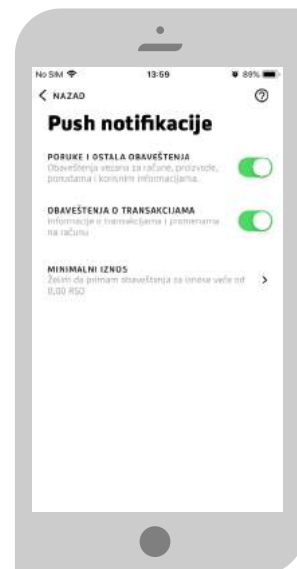 No SIM 13:59 89%
NAZAD
Push notifikacije
PORUKE I OSTALA OBAVEŠTENJA
Obaveštenja vezana za račune, proizvode,
ponudama i korisnim informacijama.
OBAVEŠTENJA O TRANSAKCIJAMA
Informacije o transakcijama i promenama
na računu
MINIMALNI IZNOS
Želim da primam obaveštenja za iznose veće od
0,00 RSD